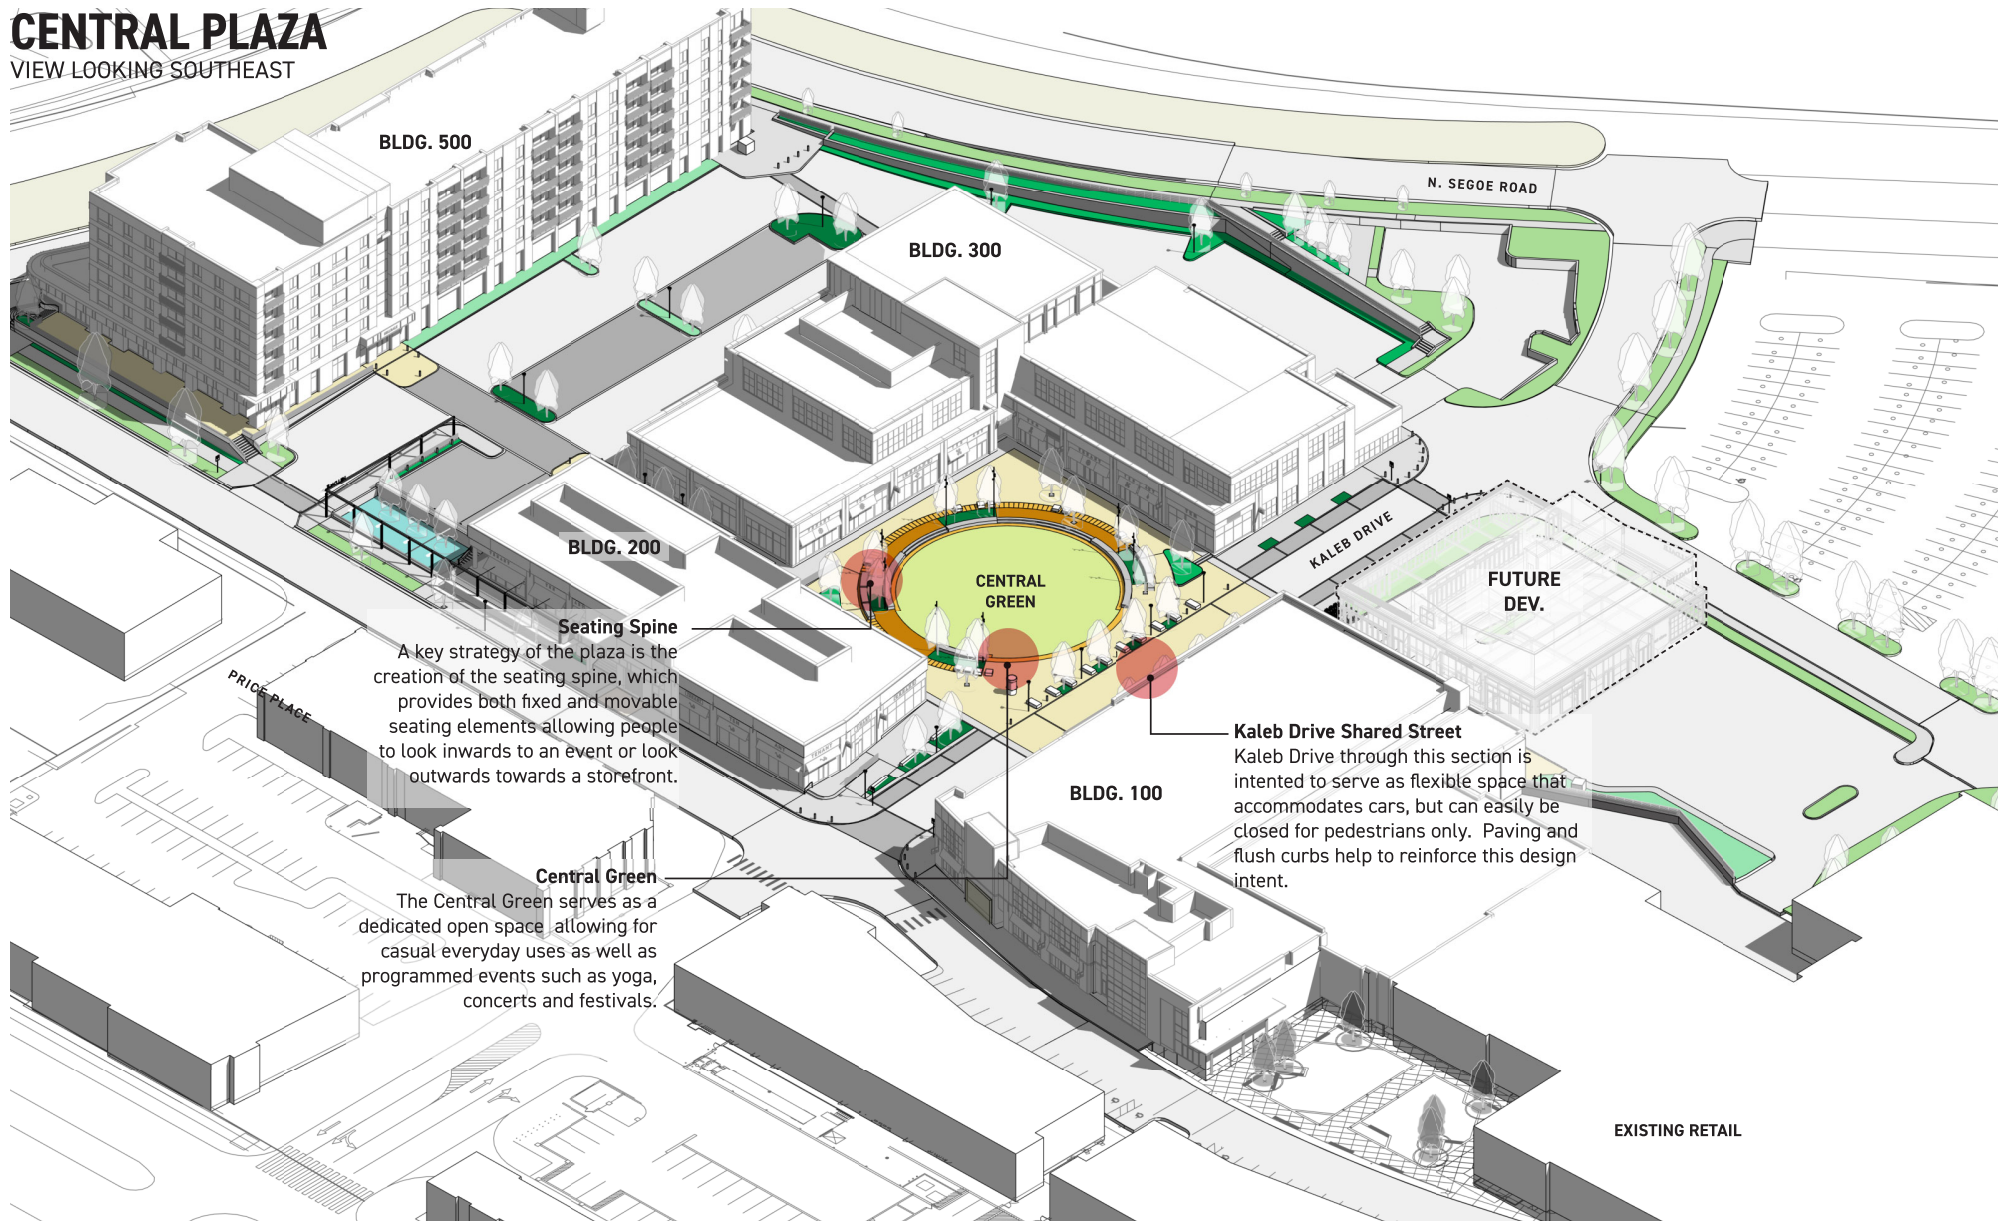 CENTRAL PLAZA
VIEW LOOKING SOUTHEAST
BLDG. 500
N. SEGOE ROAD
BLDG. 300
BLDG. 200
KALEB DRIVE
CENTRAL
GREEN
FUTURE
DEV.
Seating Spine
A key strategy of the plaza is the
creation of the seating spine, which
provides both fixed and movable
seating elements allowing people
to look inwards to an event or look
outwards towards a storefront.
PRICE PLACE
Kaleb Drive Shared Street
Kaleb Drive through this section is
intented to serve as flexible space that
accommodates cars, but can easily be
closed for pedestrians only. Paving and
flush curbs help to reinforce this design
intent.
BLDG. 100
Central Green
The Central Green serves as a
dedicated open space allowing for
casual everyday uses as well as
programmed events such as yoga,
concerts and festivals.
EXISTING RETAIL